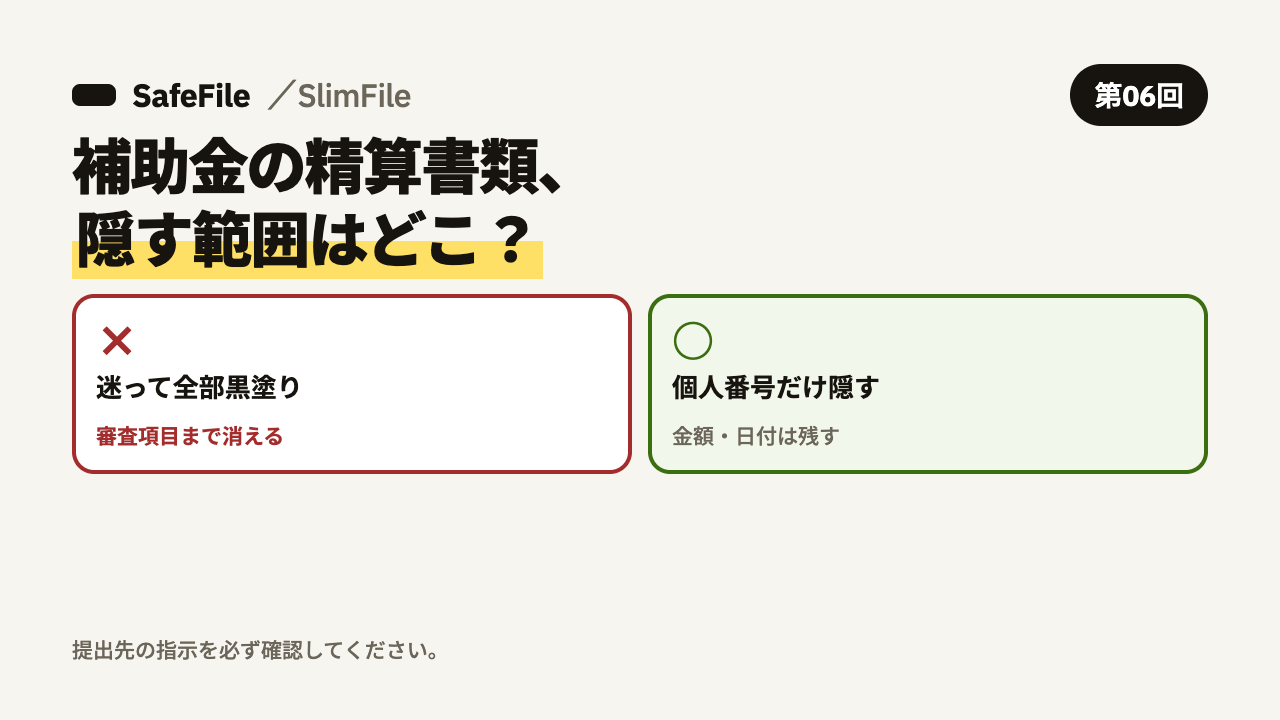 SafeFile ／SlimFile
第06回
補助金の精算書類、
隠す範囲はどこ？
✕
迷って全部黒塗り
審査項目まで消える
○
個人番号だけ隠す
金額・日付は残す
提出先の指示を必ず確認してください。